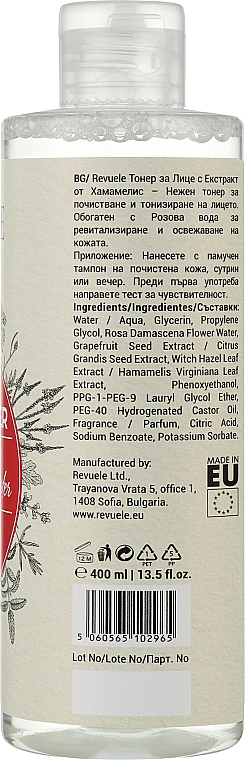 BG/ Revuele Тонер за Лице с Екстракт
от Хамамелис – Нежен тонер за
почистване и тонизиране на лицето.
Обогатен с Розова вода за
ревитализиране и освежаване на
кожата.
Приложение: Нанесете с памучен
тампон на почистена кожа, сутрин
или вечер. Преди първа употреба
направете тест за чувствителност.
Ingredients/Ingredientes/Съставки:
Water / Aqua, Glycerin, Propylene
Glycol, Rosa Damascena Flower Water,
Grapefruit Seed Extract / Citrus
Grandis Seed Extract, Witch Hazel Leaf
Extract / Hamamelis Virginiana Leaf
Extract, Phenoxyethanol,
PPG-1-PEG-9 Lauryl Glycol Ether,
PEG-40 Hydrogenated Castor Oil,
Fragrance / Parfum, Citric Acid,
Sodium Benzoate, Potassium Sorbate.
Manufactured by:
Revuele Ltd.,
Trayanova Vrata 5, office 1,
1408 Sofia, Bulgaria.
www.revuele.eu
MADE IN
EU
12 M
1
PET
5
PP
℮ 400 ml | 13.5 fl.oz.
5 060565 102965
Lot No/Lote No/Парт. No